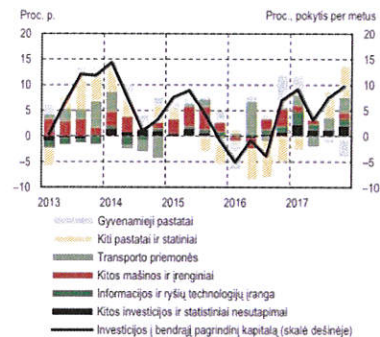 Proc. p.
Proc., pokytis per metus
20 20
15 15
10 10
5 5
0 0
–5 –5
–10 –10
2013 2014 2015 2016 2017
Gyvenamieji pastatai
Kiti pastatai ir statiniai
Transporto priemonės
Kitos mašinos ir įrenginiai
Informacijos ir ryšių technologijų įranga
Kitos investicijos ir statistiniai nesutapimai
Investicijos į bendrąjį pagrindinį kapitalą (skalė dešinėje)